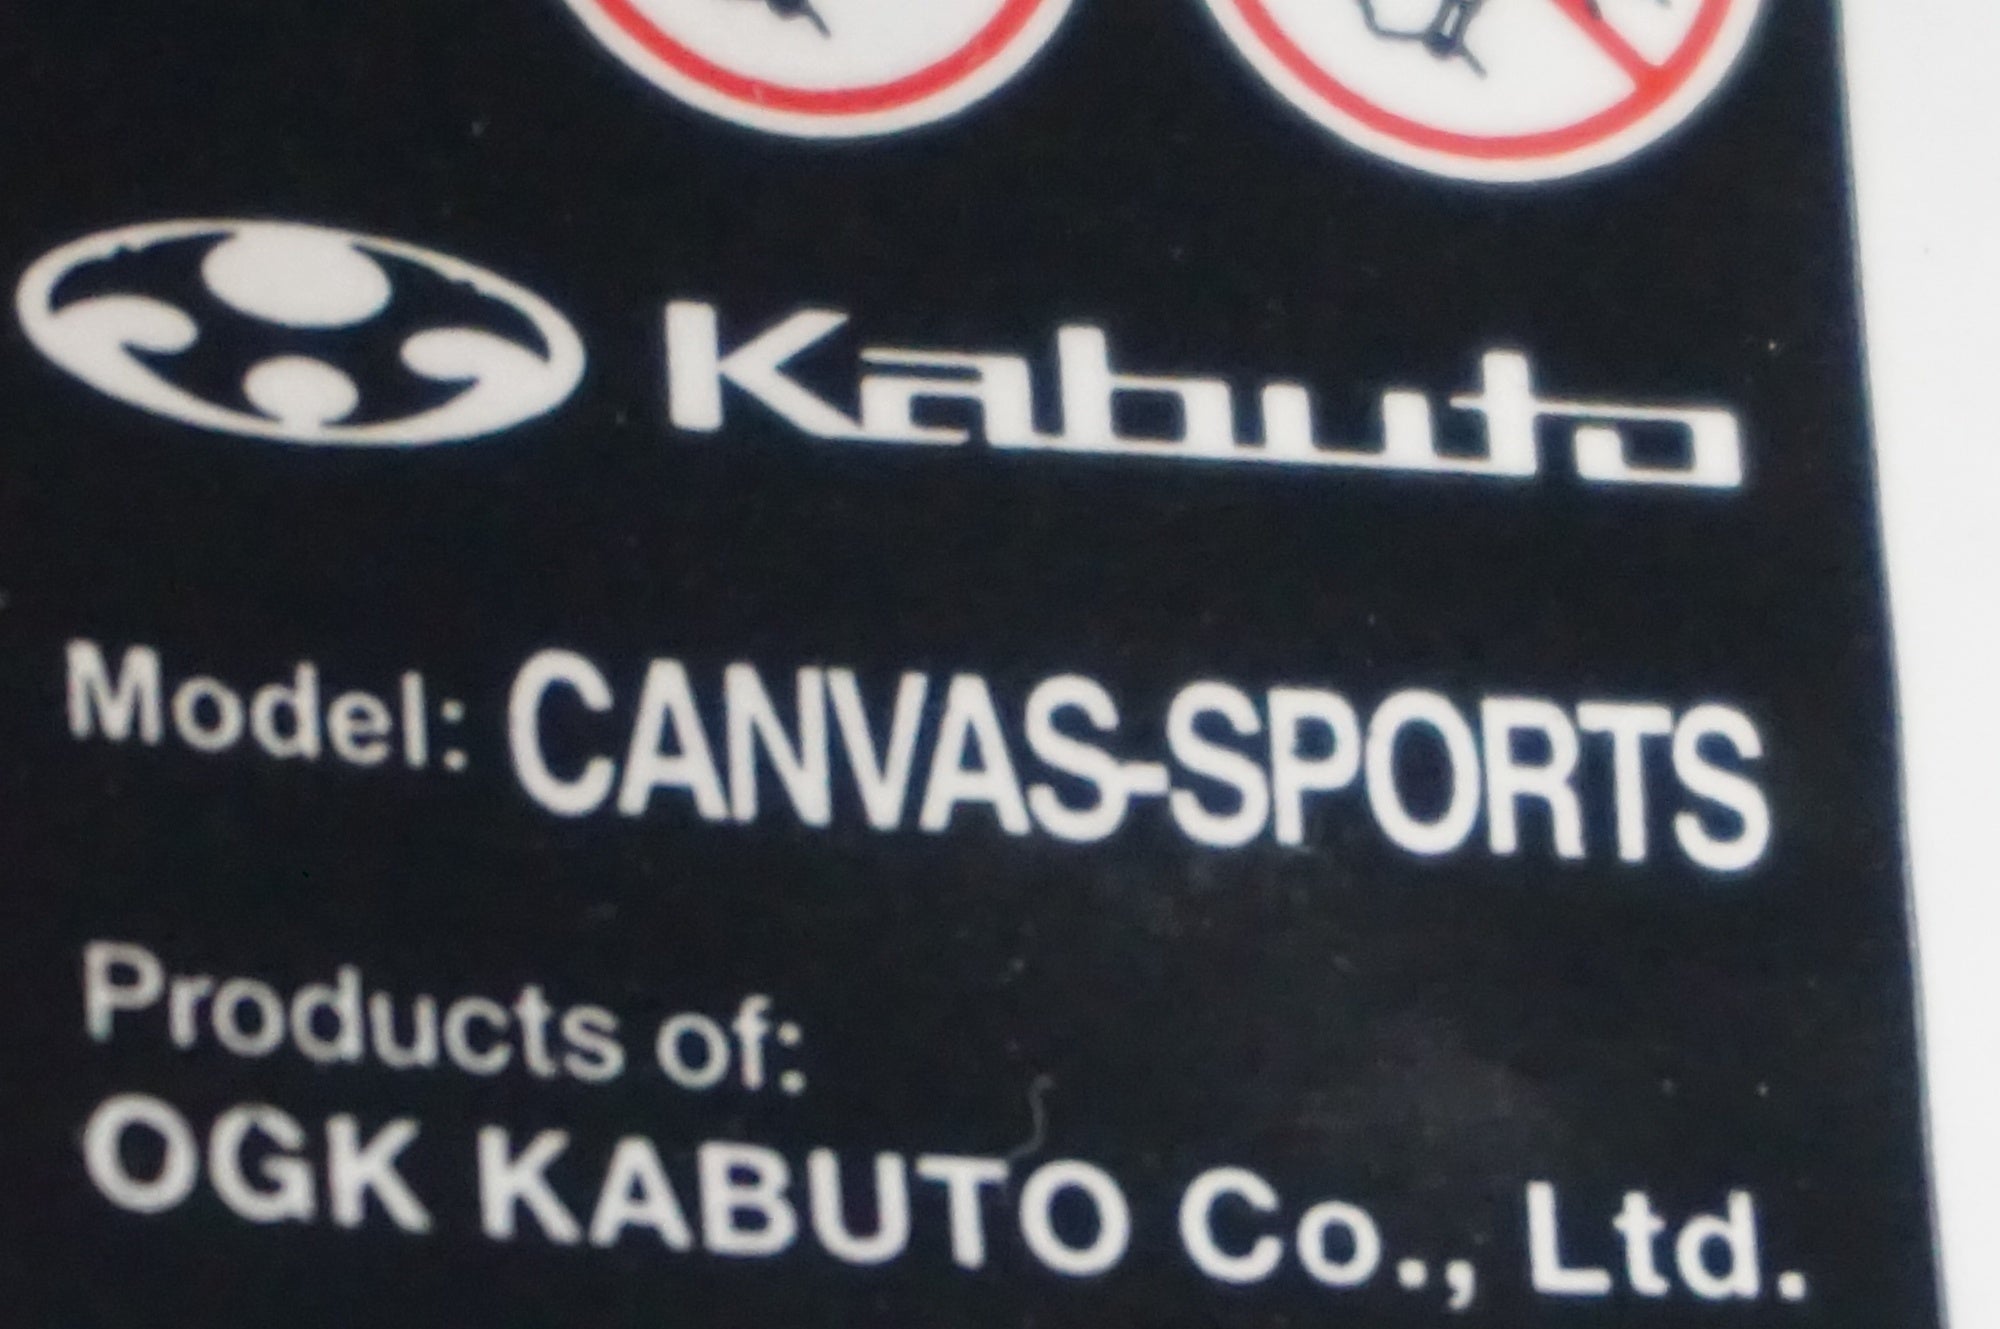 Kabuto
Model: CANVAS-SPORTS
Products of:
OGK KABUTO Co., Ltd.